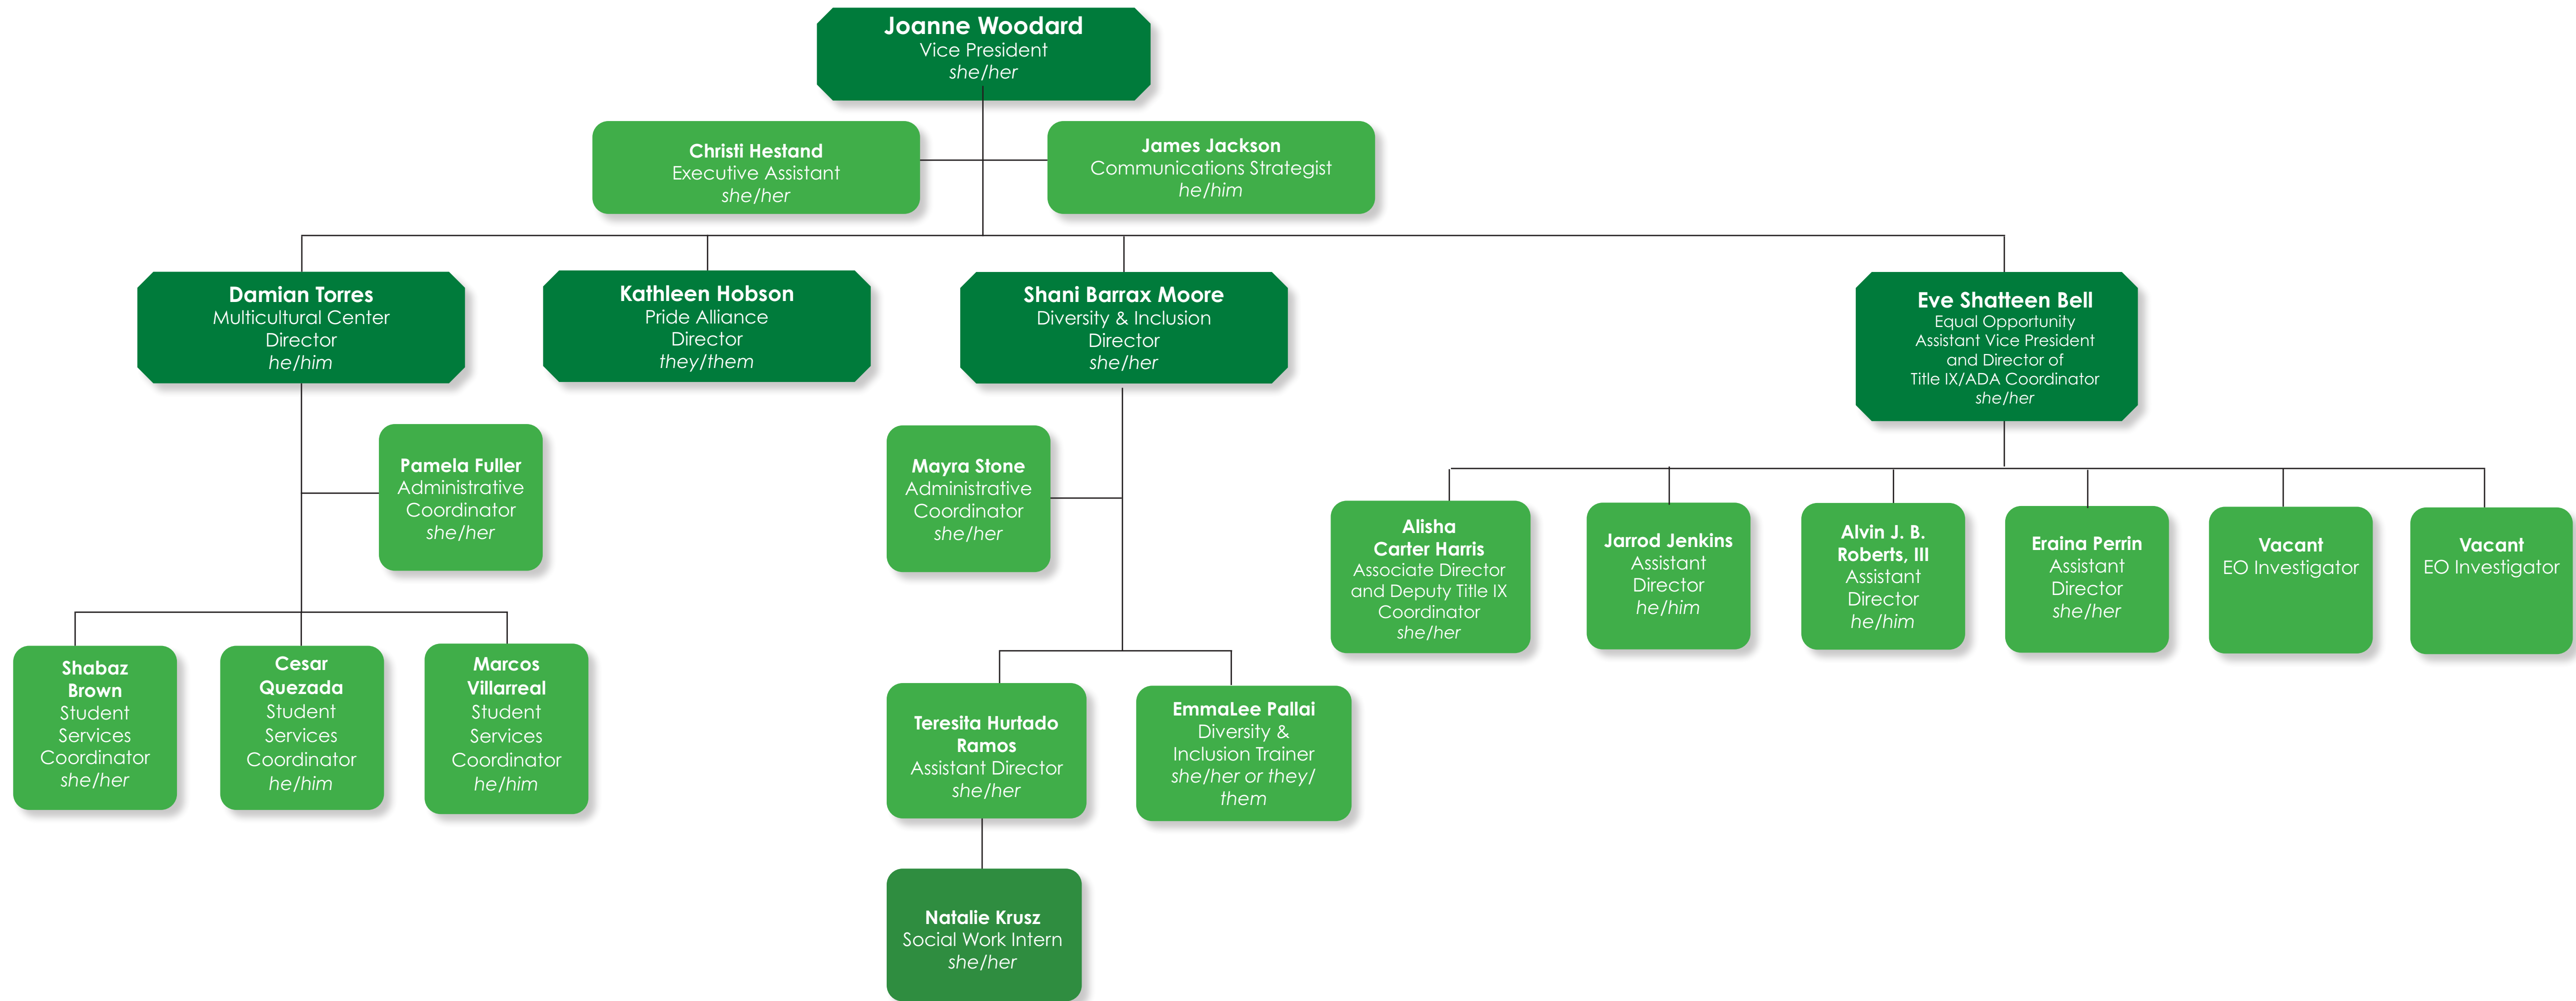 Joanne Woodard
Vice President
she/her
Christi Hestand
Executive Assistant
she/her
James Jackson
Communications Strategist
he/him
Damian Torres
Multicultural Center
Director
he/him
Kathleen Hobson
Pride Alliance
Director
they/them
Shani Barrax Moore
Diversity & Inclusion
Director
she/her
Eve Shatteen Bell
Equal Opportunity
Assistant Vice President
and Director of
Title IX/ADA Coordinator
she/her
Pamela Fuller
Administrative
Coordinator
she/her
Mayra Stone
Administrative
Coordinator
she/her
Alisha
Carter Harris
Associate Director
and Deputy Title IX
Coordinator
she/her
Jarrod Jenkins
Assistant
Director
he/him
Alvin J. B.
Roberts, III
Assistant
Director
he/him
Eraina Perrin
Assistant
Director
she/her
Vacant
EO Investigator
Vacant
EO Investigator
Shabaz
Brown
Student
Services
Coordinator
she/her
Cesar
Quezada
Student
Services
Coordinator
he/him
Marcos
Villarreal
Student
Services
Coordinator
he/him
Teresita Hurtado
Ramos
Assistant Director
she/her
EmmaLee Pallai
Diversity &
Inclusion Trainer
she/her or they/
them
Natalie Krusz
Social Work Intern
she/her